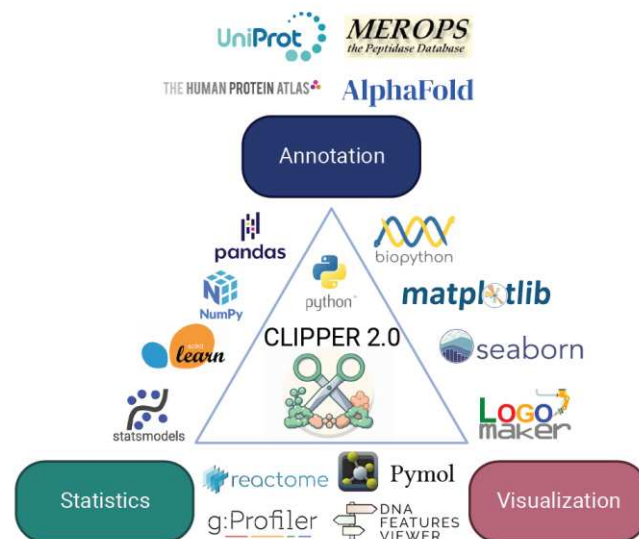 UniProt
MEROPS
the Peptidase Database
THE HUMAN PROTEIN ATLAS
AlphaFold
Annotation
pandas
biopython
python
NumPy
matplotlib
scikit
learn
CLIPPER 2.0
seaborn
statsmodels
LOGO
maker
Statistics
reactome
Pymol
Visualization
g:Profiler
DNA
FEATURES
VIEWER